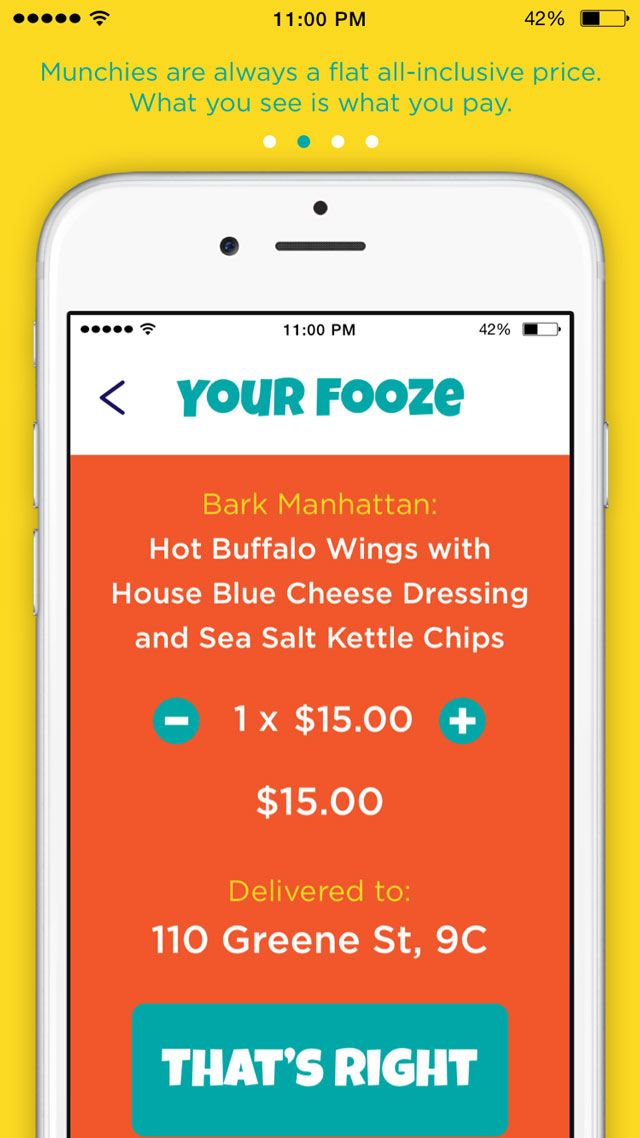 11:00 PM 42%
Munchies are always a flat all-inclusive price.
What you see is what you pay.
11:00 PM 42%
YOUR FOOZE
Bark Manhattan:
Hot Buffalo Wings with
House Blue Cheese Dressing
and Sea Salt Kettle Chips
1 x $15.00
$15.00
Delivered to:
110 Greene St, 9C
THAT'S RIGHT